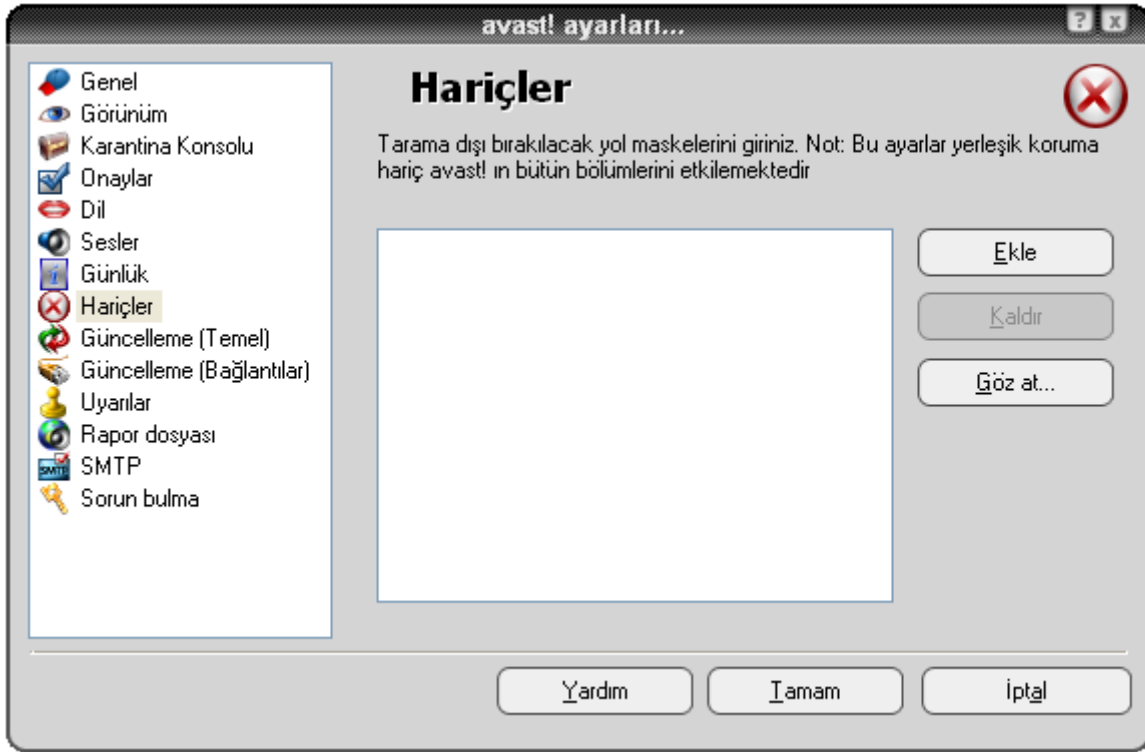 avast! ayarları...
Genel
Görünüm
Karantina Konsolu
Onaylar
Dil
Sesler
Günlük
Hariçler
Güncelleme (Temel)
Güncelleme (Bağlantılar)
Uyarılar
Rapor dosyası
SMTP
Sorun bulma
Hariçler
Tarama dışı bırakılacak yol maskelerini giriniz. Not: Bu ayarlar yerleşik koruma
hariç avast! ın bütün bölümlerini etkilemektedir
Ekle
Kaldır
Göz at...
Yardım
Tamam
İptal